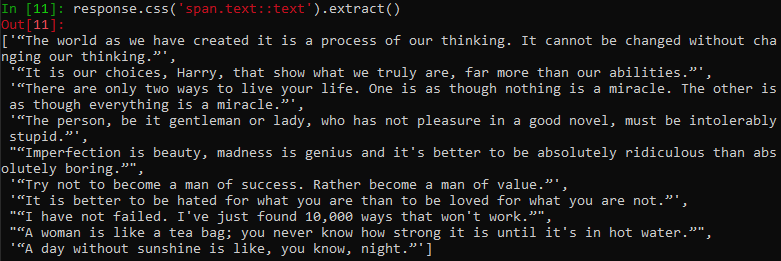 In [11]: response.css('span.text::text').extract()
Out[11]:
['“The world as we have created it is a process of our thinking. It cannot be changed without cha
nging our thinking.”',
'“It is our choices, Harry, that show what we truly are, far more than our abilities.”',
'“There are only two ways to live your life. One is as though nothing is a miracle. The other is
as though everything is a miracle.”',
'“The person, be it gentleman or lady, who has not pleasure in a good novel, must be intolerably
stupid.”',
"“Imperfection is beauty, madness is genius and it's better to be absolutely ridiculous than abs
olutely boring.”",
'“Try not to become a man of success. Rather become a man of value.”',
'“It is better to be hated for what you are than to be loved for what you are not.”',
"“I have not failed. I've just found 10,000 ways that won't work.”",
"“A woman is like a tea bag; you never know how strong it is until it's in hot water.”",
'“A day without sunshine is like, you know, night.”']